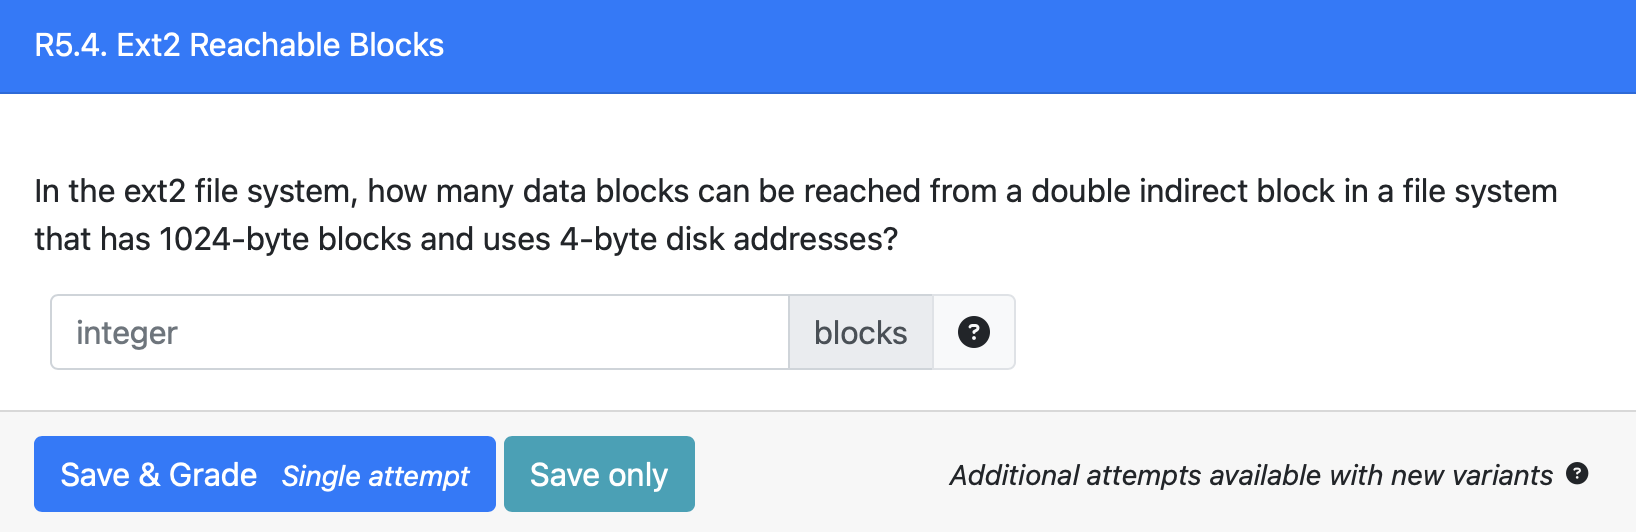 R5.4. Ext2 Reachable Blocks
In the ext2 file system, how many data blocks can be reached from a double indirect block in a file system
that has 1024-byte blocks and uses 4-byte disk addresses?
integer blocks ?
Save & Grade Single attempt Save only Additional attempts available with new variants ?